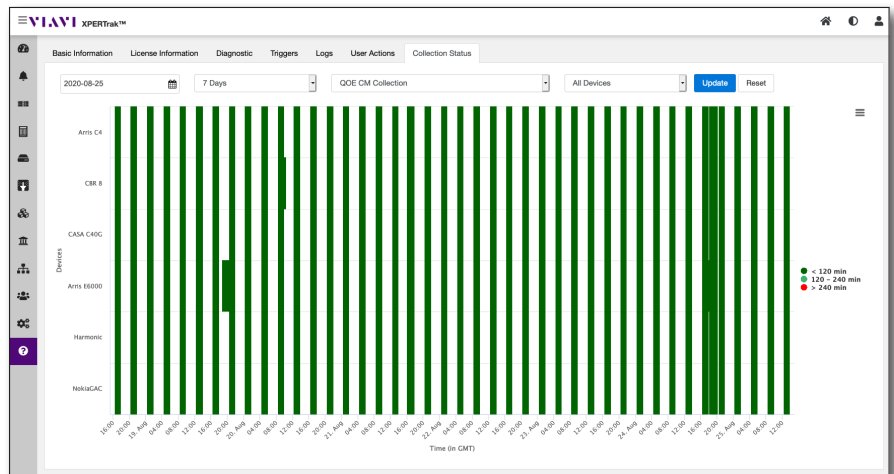 VIAVI XPERTrak™
Basic Information License Information Diagnostic Triggers Logs User Actions Collection Status
2020-08-25 7 Days QOE CM Collection All Devices Update Reset
Arris C4
CBR 8
CASA C40G
Arris E6000
Harmonic
NokiaGAC
Devices
< 120 min
120 – 240 min
> 240 min
16:00 20:00 19. Aug 04:00 08:00 12:00 16:00 20:00 20. Aug 04:00 08:00 12:00 16:00 20:00 21. Aug 04:00 08:00 12:00 16:00 20:00 22. Aug 04:00 08:00 12:00 16:00 20:00 23. Aug 04:00 08:00 12:00 16:00 20:00 24. Aug 04:00 08:00 12:00 16:00 20:00 25. Aug 04:00 08:00 12:00
Time (in GMT)